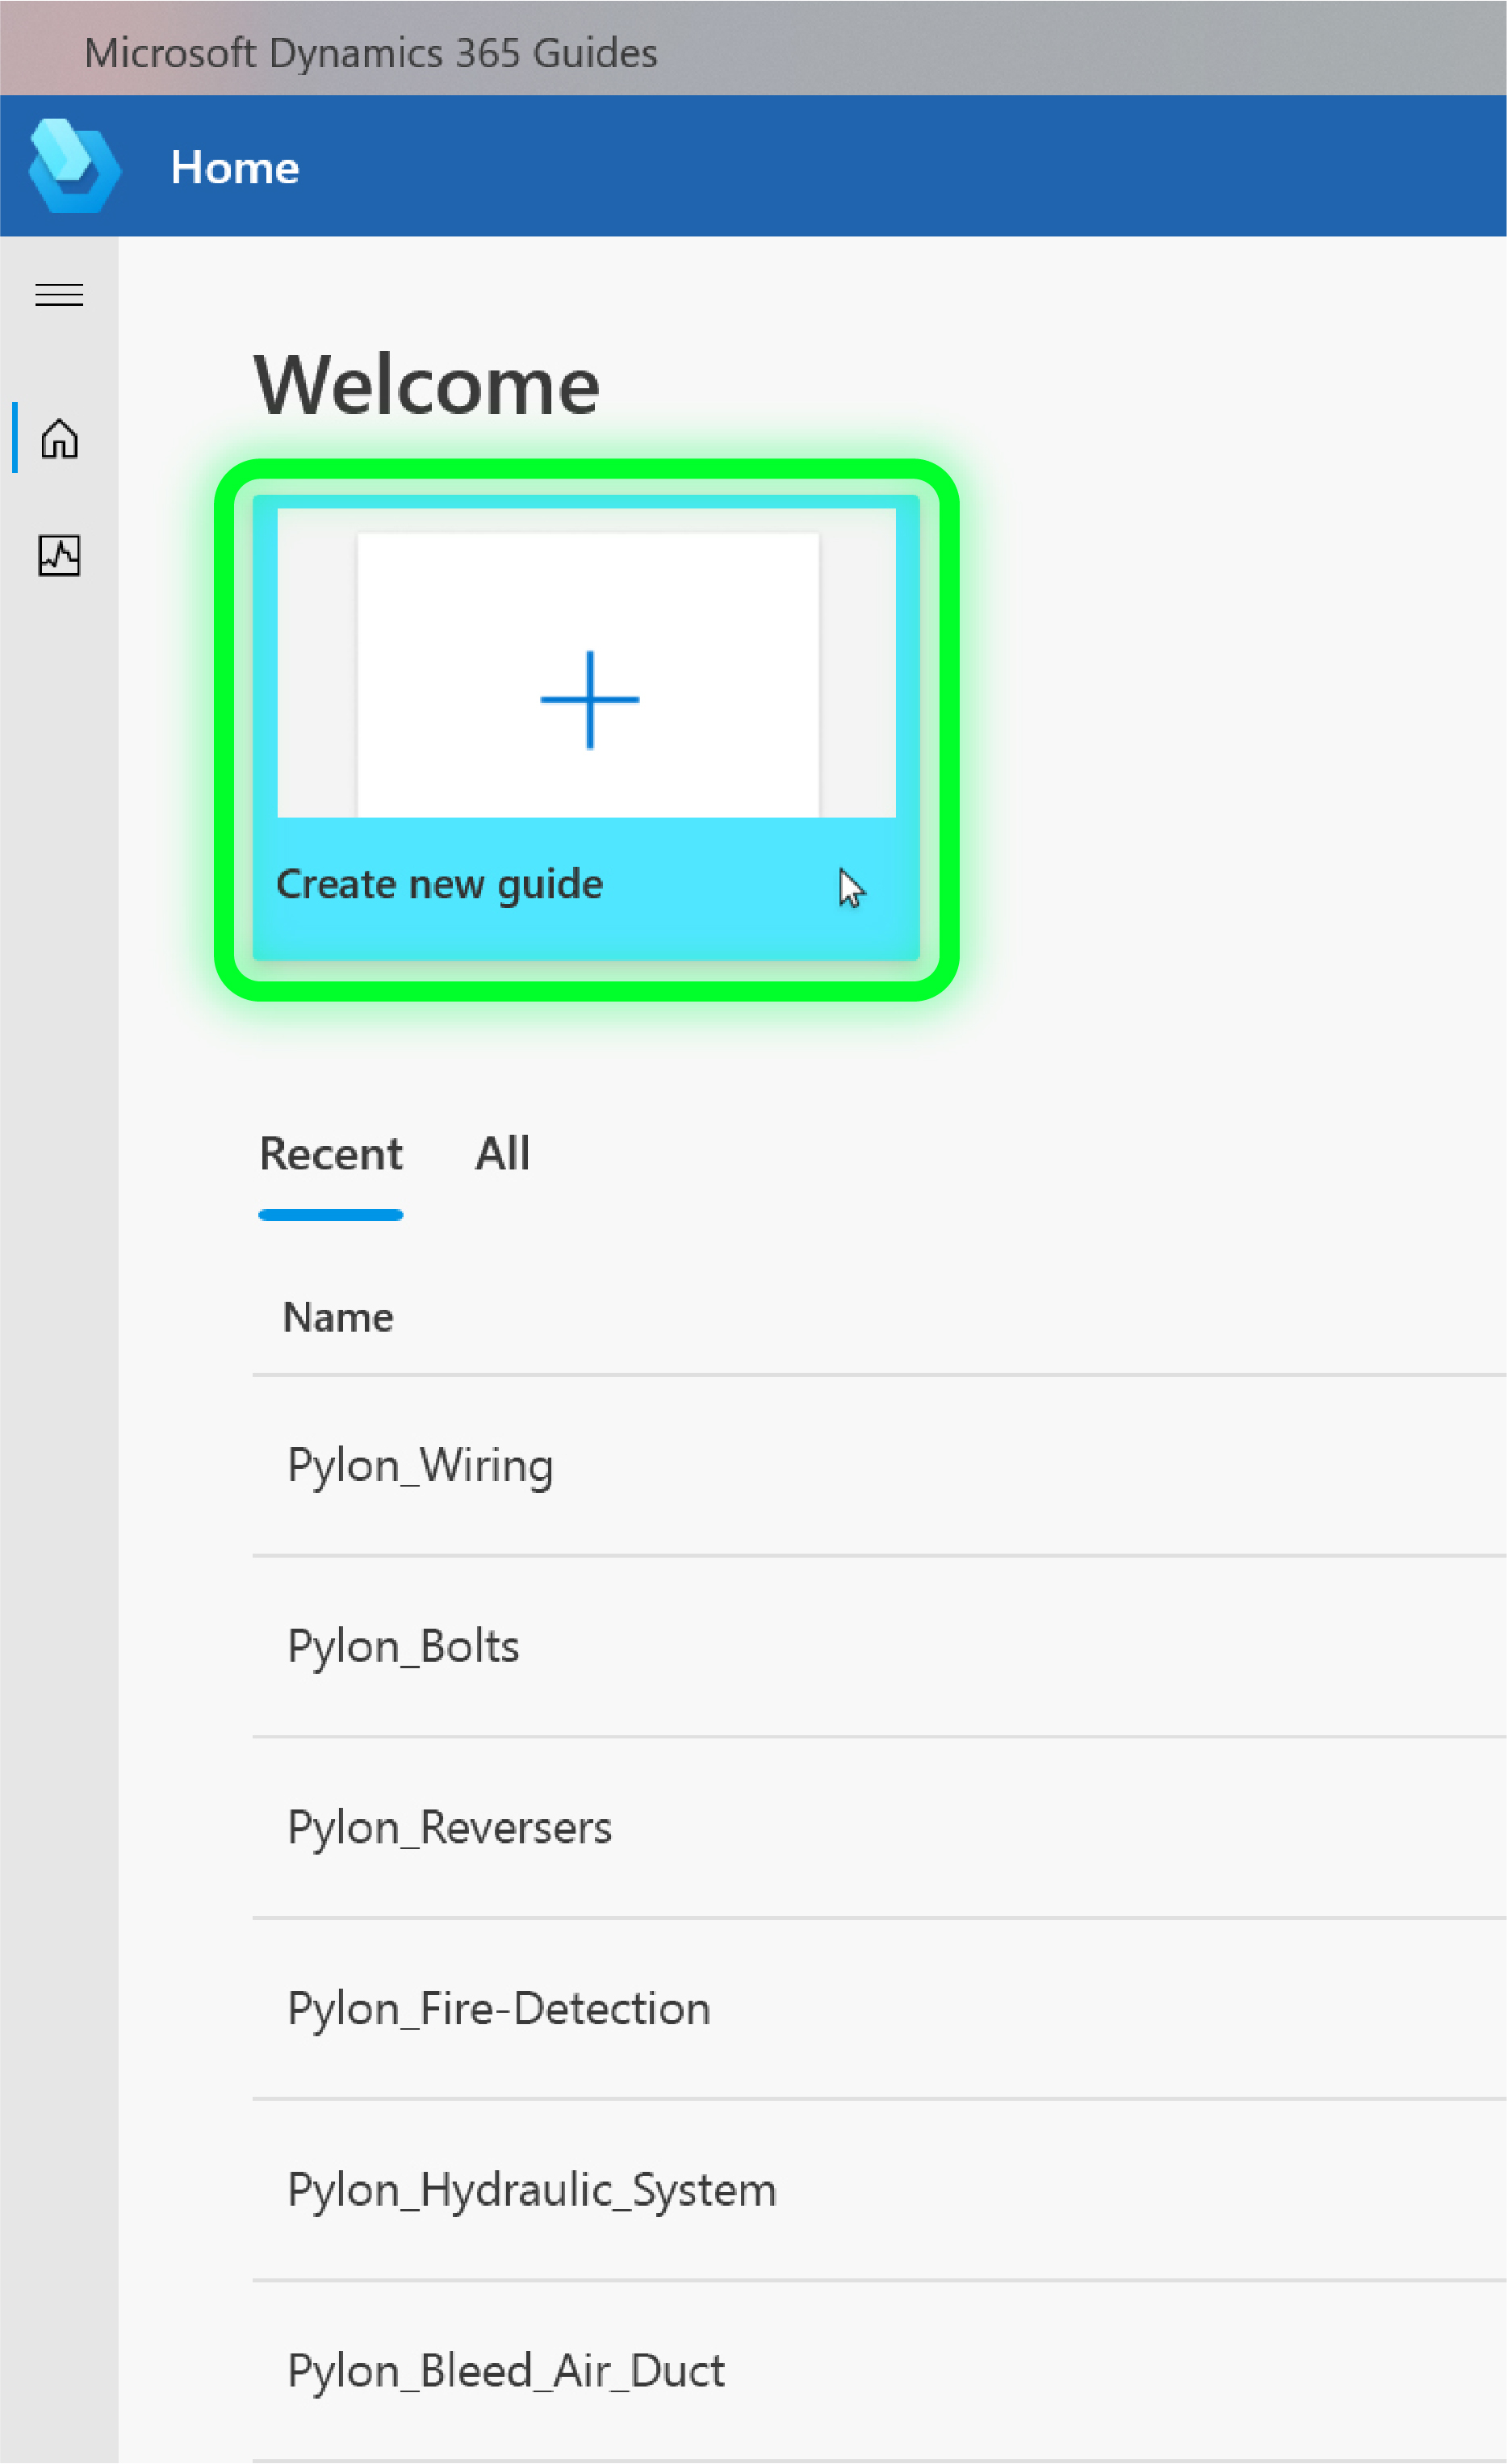 Microsoft Dynamics 365 Guides
Home
Welcome
Create new guide
Recent All
Name
Pylon_Wiring
Pylon_Bolts
Pylon_Reversers
Pylon_Fire-Detection
Pylon_Hydraulic_System
Pylon_Bleed_Air_Duct